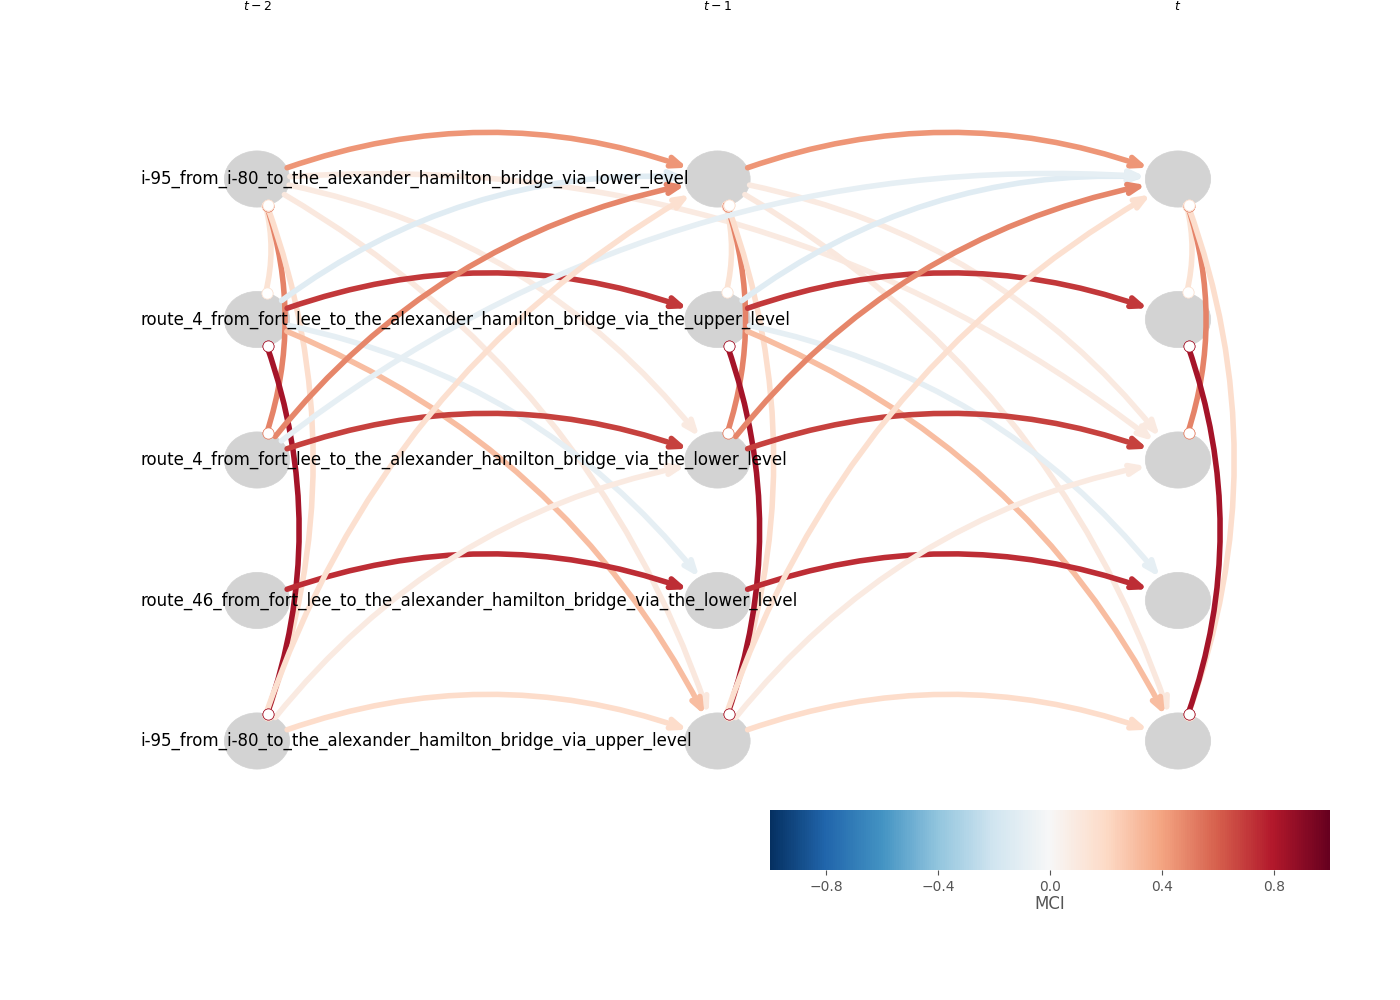 t − 2 t − 1 t
i-95_from_i-80_to_the_alexander_hamilton_bridge_via_lower_level
route_4_from_fort_lee_to_the_alexander_hamilton_bridge_via_the_upper_level
route_4_from_fort_lee_to_the_alexander_hamilton_bridge_via_the_lower_level
route_46_from_fort_lee_to_the_alexander_hamilton_bridge_via_the_lower_level
i-95_from_i-80_to_the_alexander_hamilton_bridge_via_upper_level
−0.8 −0.4 0.0 0.4 0.8
MCI